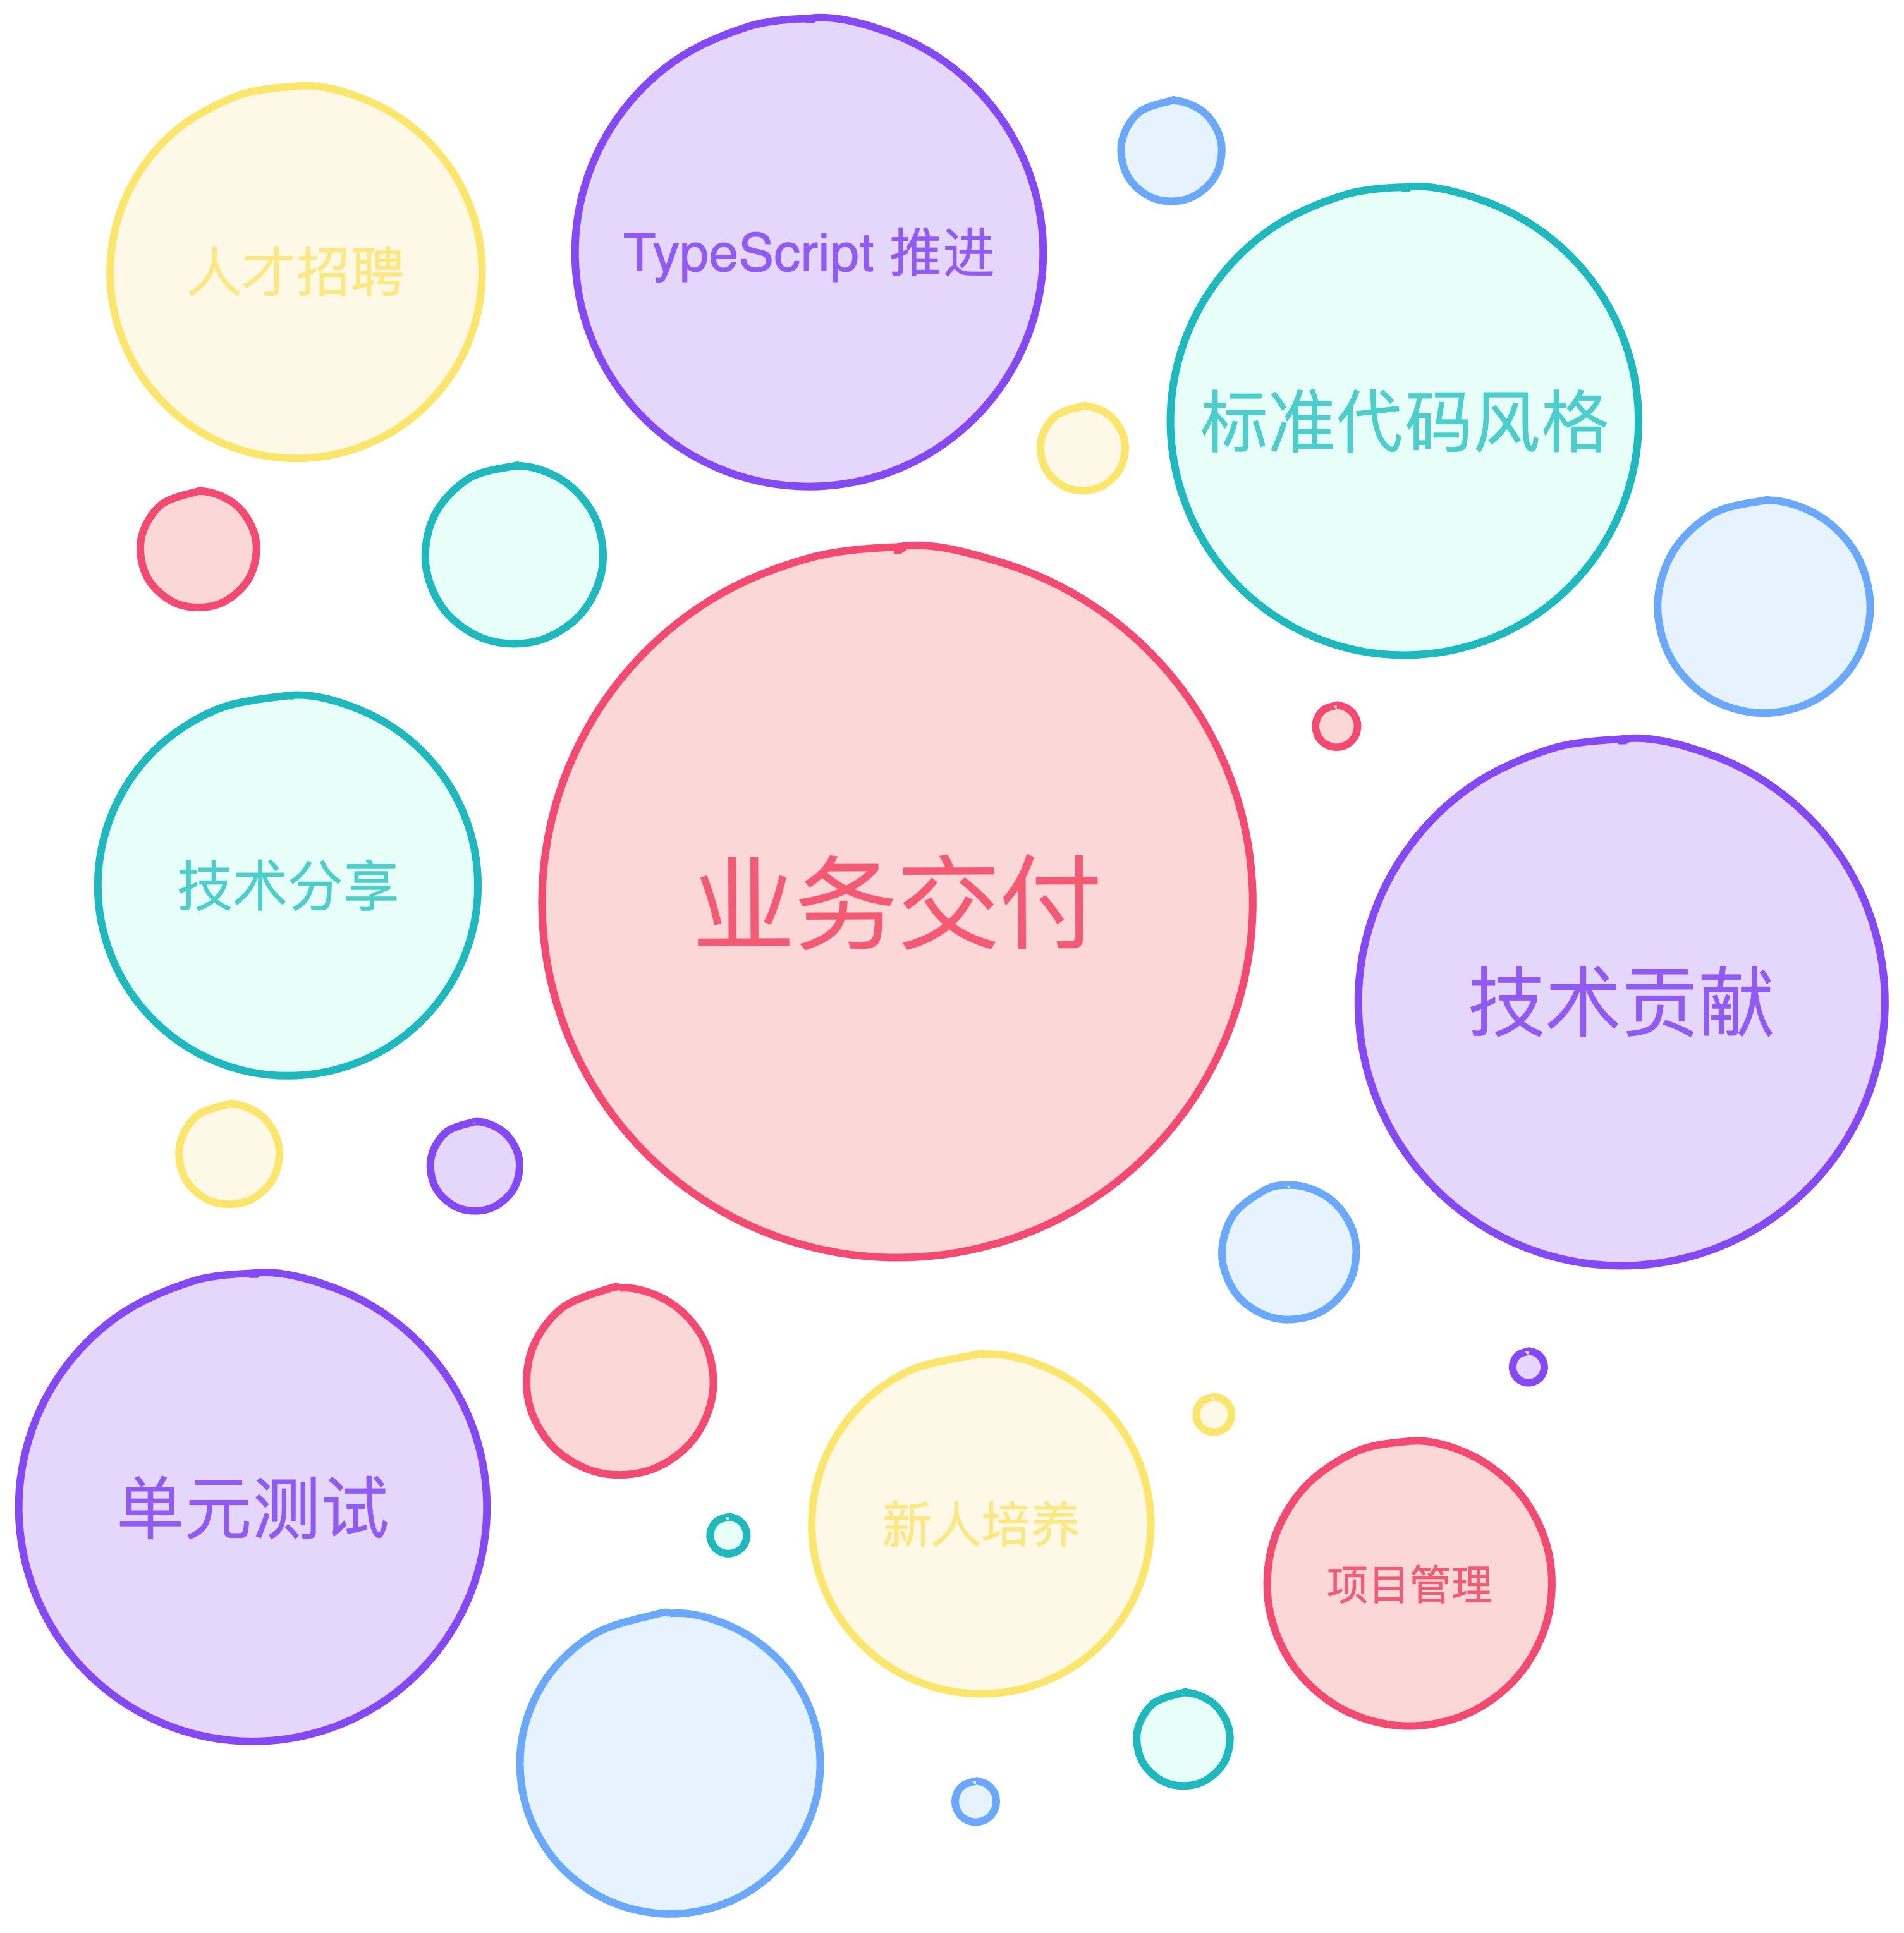 人才招聘
TypeScript 推进
标准代码风格
技术分享
业务交付
技术贡献
单元测试
新人培养
项目管理